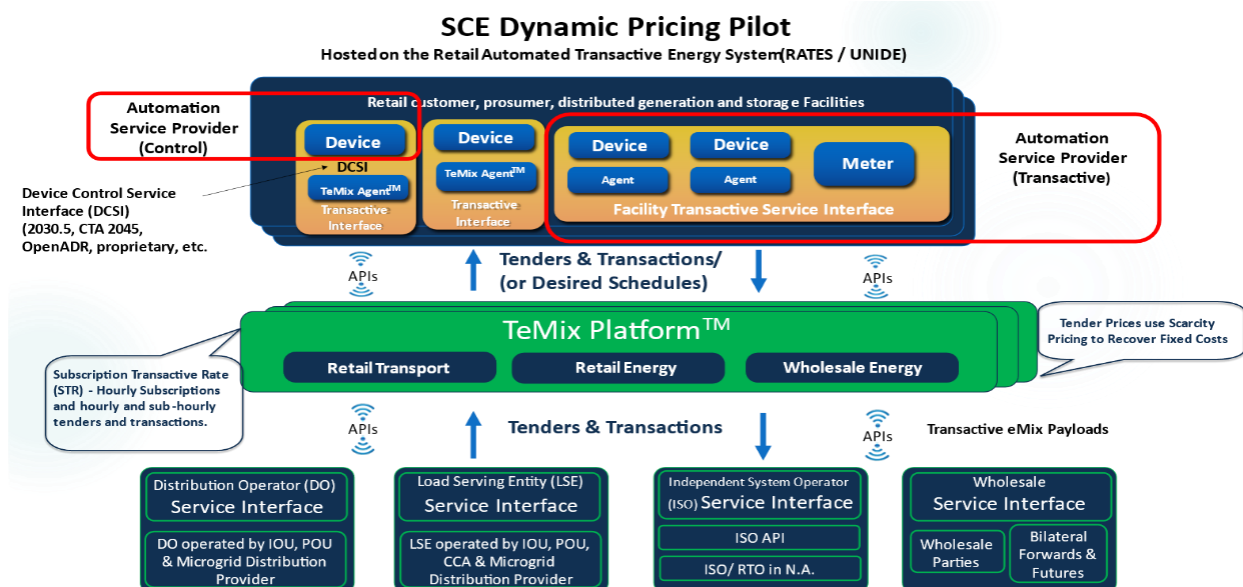 SCE Dynamic Pricing Pilot
Hosted on the Retail Automated Transactive Energy System(RATES / UNIDE)
Retail customer, prosumer, distributed generation and storage Facilities
Automation
Service Provider
(Control)
Device
DCSI
TeMix Agent™
Transactive
Interface
Device
TeMix Agent™
Transactive
Interface
Device
Agent
Device
Agent
Meter
Facility Transactive Service Interface
Automation
Service Provider
(Transactive)
Device Control Service
Interface (DCSI)
(2030.5, CTA 2045,
OpenADR, proprietary, etc.
APIs
Tenders & Transactions/
(or Desired Schedules)
APIs
TeMix Platform™
Retail Transport
Retail Energy
Wholesale Energy
Tender Prices use Scarcity
Pricing to Recover Fixed Costs
Subscription Transactive Rate
(STR) - Hourly Subscriptions
and hourly and sub-hourly
tenders and transactions.
APIs
Tenders & Transactions
APIs
Transactive eMix Payloads
Distribution Operator (DO)
Service Interface
DO operated by IOU, POU
& Microgrid Distribution
Provider
Load Serving Entity (LSE)
Service Interface
LSE operated by IOU, POU,
CCA & Microgrid
Distribution Provider
Independent System Operator
(ISO) Service Interface
ISO API
ISO/ RTO in N.A.
Wholesale
Service Interface
Wholesale
Parties
Bilateral
Forwards &
Futures